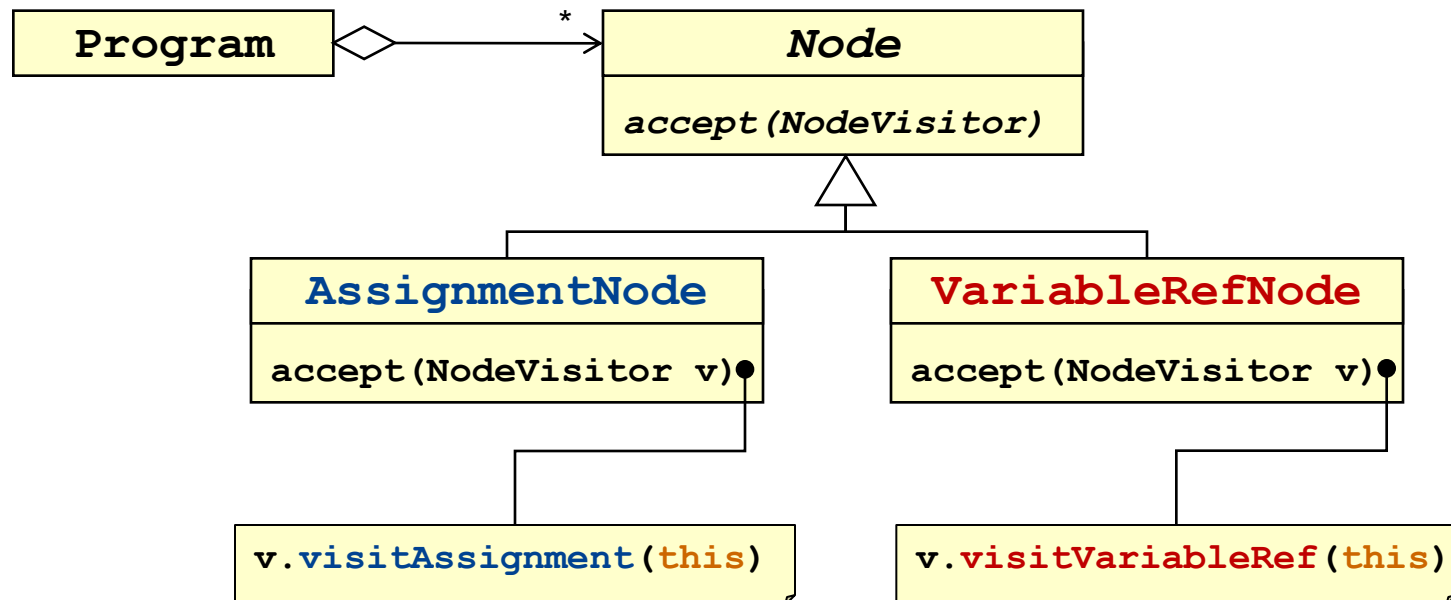 Program
*
Node
accept(NodeVisitor)
AssignmentNode
VariableRefNode
accept(NodeVisitor v)
accept(NodeVisitor v)
v.visitAssignment(this)
v.visitVariableRef(this)